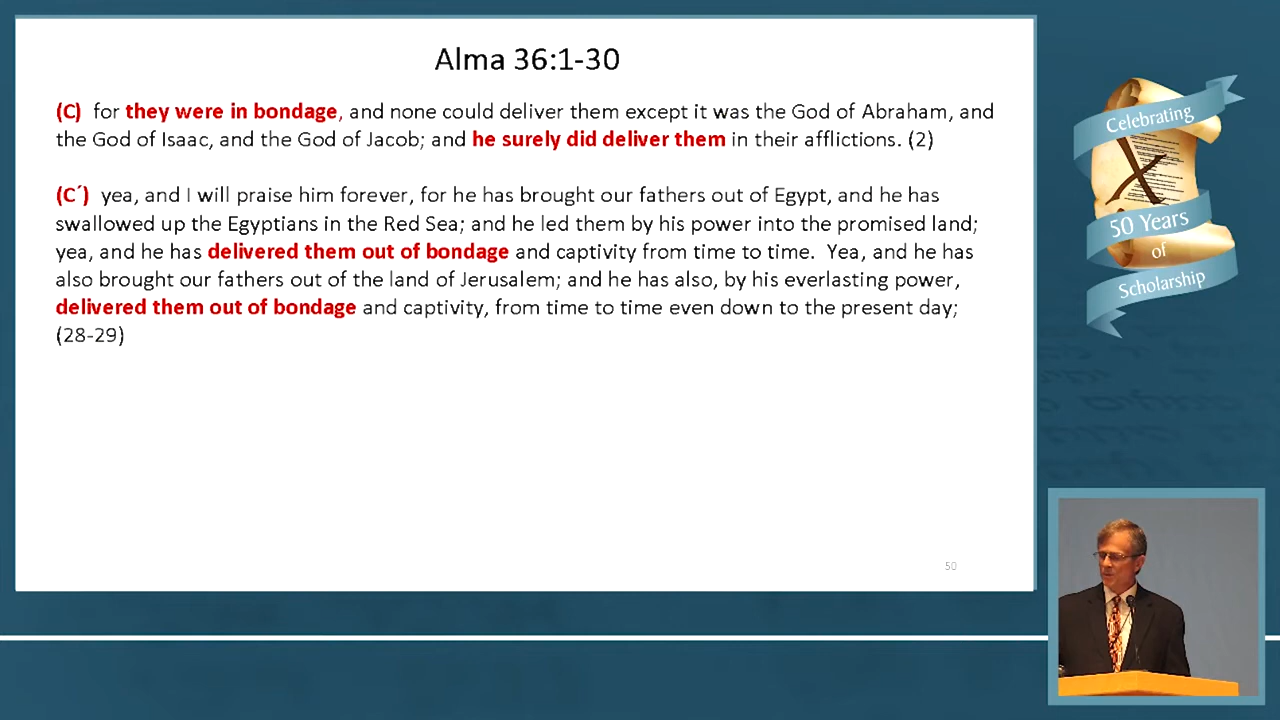 Alma 36:1-30
(C) for they were in bondage, and none could deliver them except it was the God of Abraham, and
the God of Isaac, and the God of Jacob; and he surely did deliver them in their afflictions. (2)
(C´) yea, and I will praise him forever, for he has brought our fathers out of Egypt, and he has
swallowed up the Egyptians in the Red Sea; and he led them by his power into the promised land;
yea, and he has delivered them out of bondage and captivity from time to time. Yea, and he has
also brought our fathers out of the land of Jerusalem; and he has also, by his everlasting power,
delivered them out of bondage and captivity, from time to time even down to the present day;
(28-29)
50
Celebrating
X
50 Years
of
Scholarship